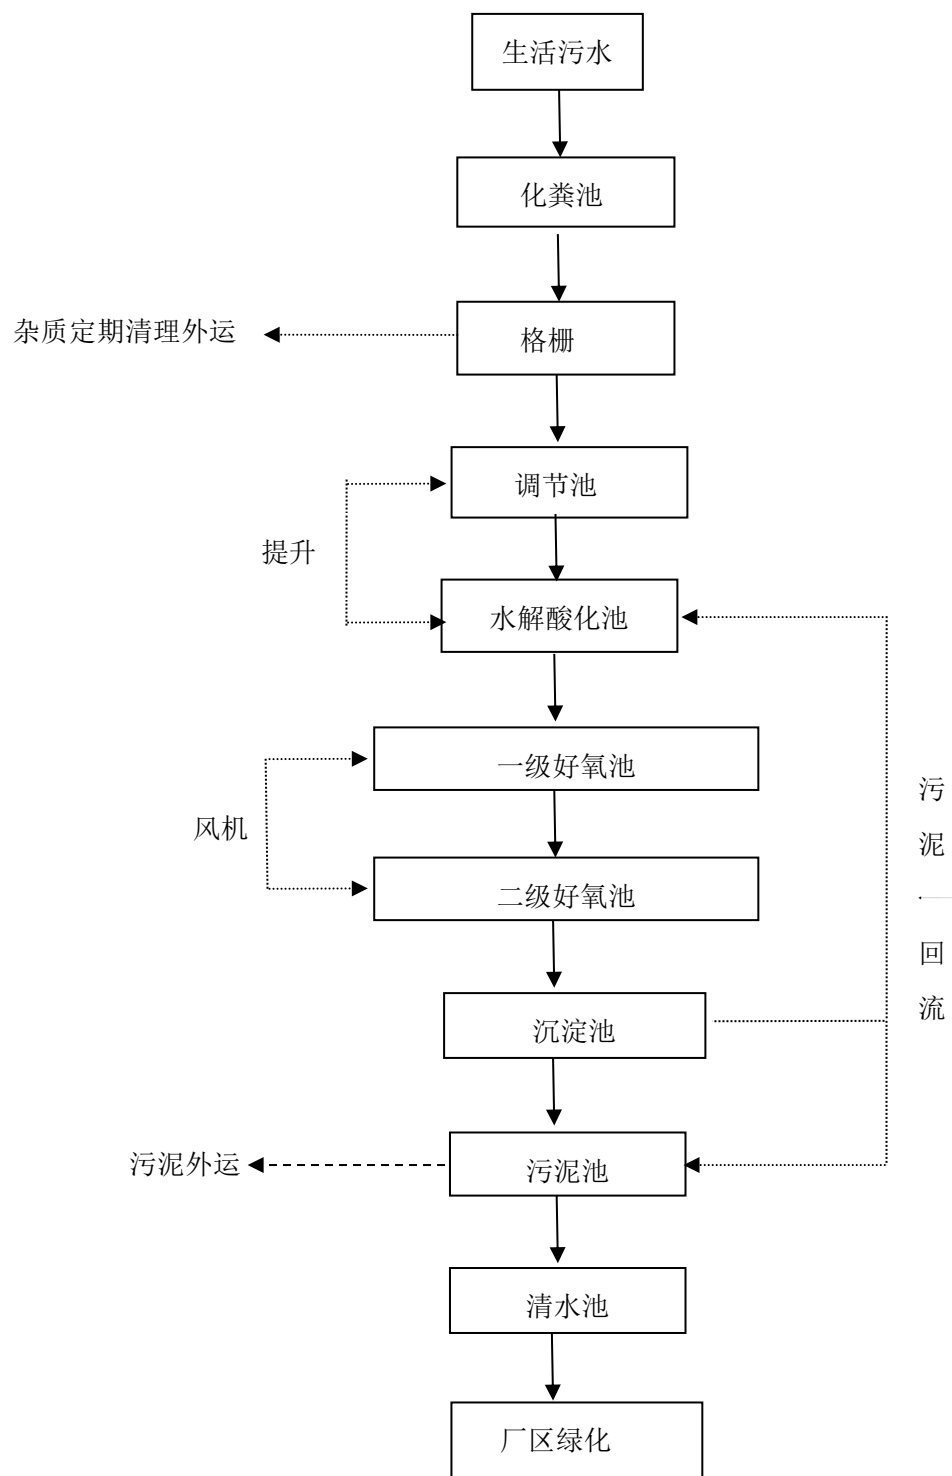 生活污水
化粪池
杂质定期清理外运
格栅
调节池
提升
水解酸化池
一级好氧池
风机
二级好氧池
污
泥
回
流
沉淀池
污泥外运
污泥池
清水池
厂区绿化